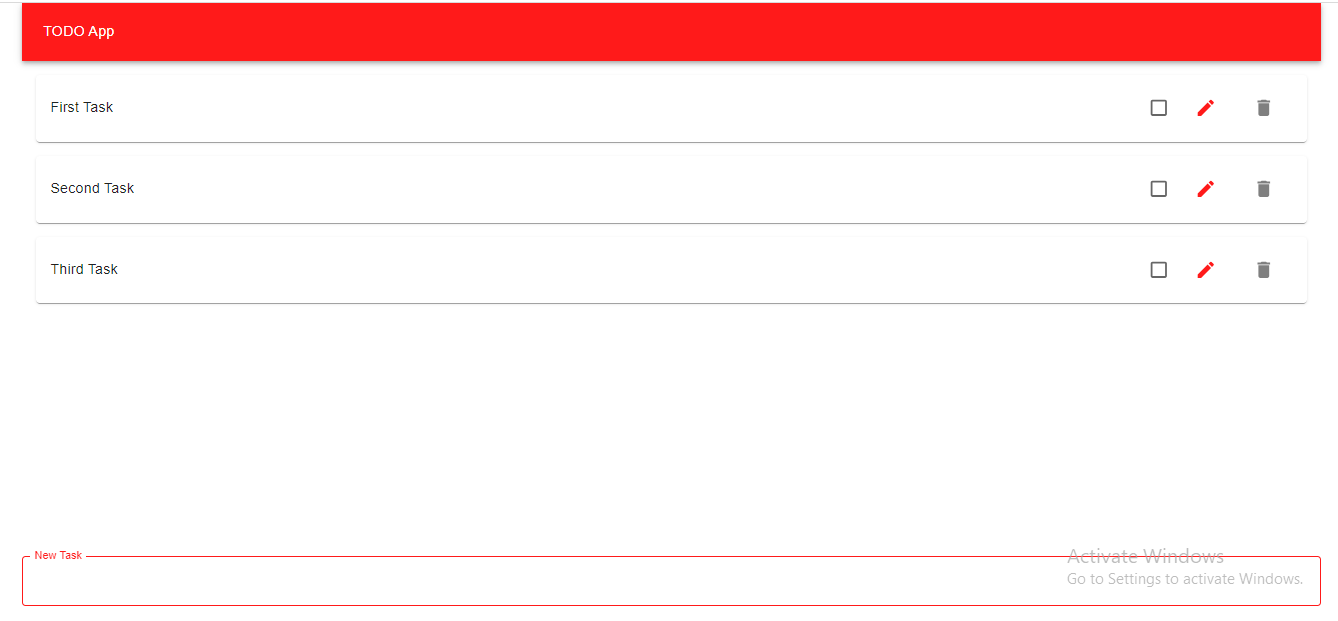 TODO App
First Task
Second Task
Third Task
New Task
Activate Windows
Go to Settings to activate Windows.